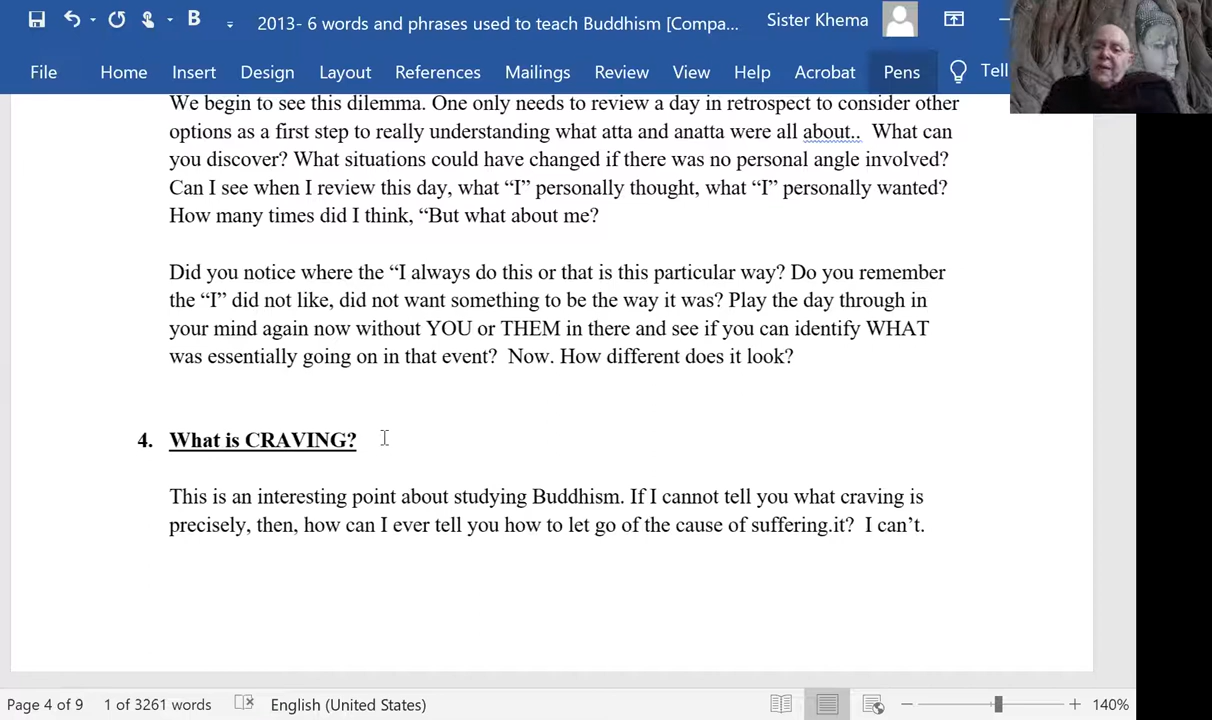 2013- 6 words and phrases used to teach Buddhism [Compa...
Sister Khema
File Home Insert Design Layout References Mailings Review View Help Acrobat Pens Tell
We begin to see this dilemma. One only needs to review a day in retrospect to consider other
options as a first step to really understanding what atta and anatta were all about..  What can
you discover? What situations could have changed if there was no personal angle involved?
Can I see when I review this day, what “I” personally thought, what “I” personally wanted?
How many times did I think, “But what about me?
Did you notice where the “I always do this or that is this particular way? Do you remember
the “I” did not like, did not want something to be the way it was? Play the day through in
your mind again now without YOU or THEM in there and see if you can identify WHAT
was essentially going on in that event?  Now. How different does it look?
4. What is CRAVING?
This is an interesting point about studying Buddhism. If I cannot tell you what craving is
precisely, then, how can I ever tell you how to let go of the cause of suffering.it?  I can’t.
Page 4 of 9 1 of 3261 words English (United States) 140%